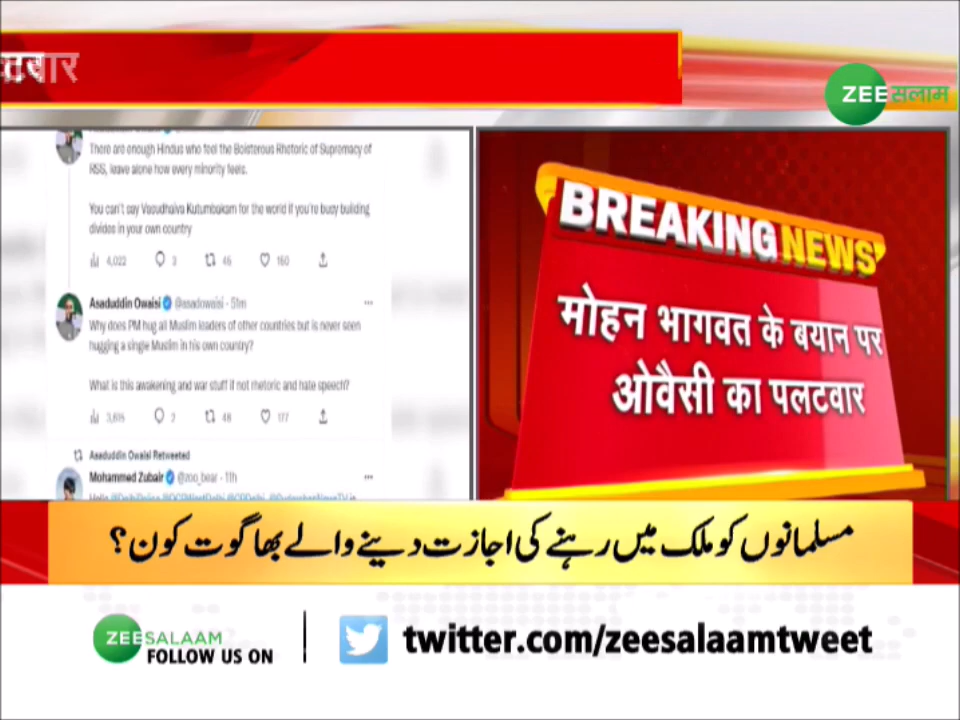 ZEE सलाम
There are enough Hindus who feel the Boisterous Rhetoric of Supremacy of
RSS, leave alone how every minority feels.
You can't say Vasudhaiva Kutumbakam for the world if you're busy building
divides in your own country
4,022 3 46 160
Asaduddin Owaisi @asadowaisi · 51m
Why does PM hug all Muslim leaders of other countries but is never seen
hugging a single Muslim in his own country?
What is this awakening and war stuff if not rhetoric and hate speech?
2 48 177
Asaduddin Owaisi Retweeted
Mohammed Zubair @zoo_bear · 11h
BREAKING NEWS
मोहन भागवत के बयान पर
ओवैसी का पलटवार
مسلمانوں کو ملک میں رہنے کی اجازت دینے والے بھاگوت کون؟
ZEE SALAAM
FOLLOW US ON
twitter.com/zeesalaamtweet